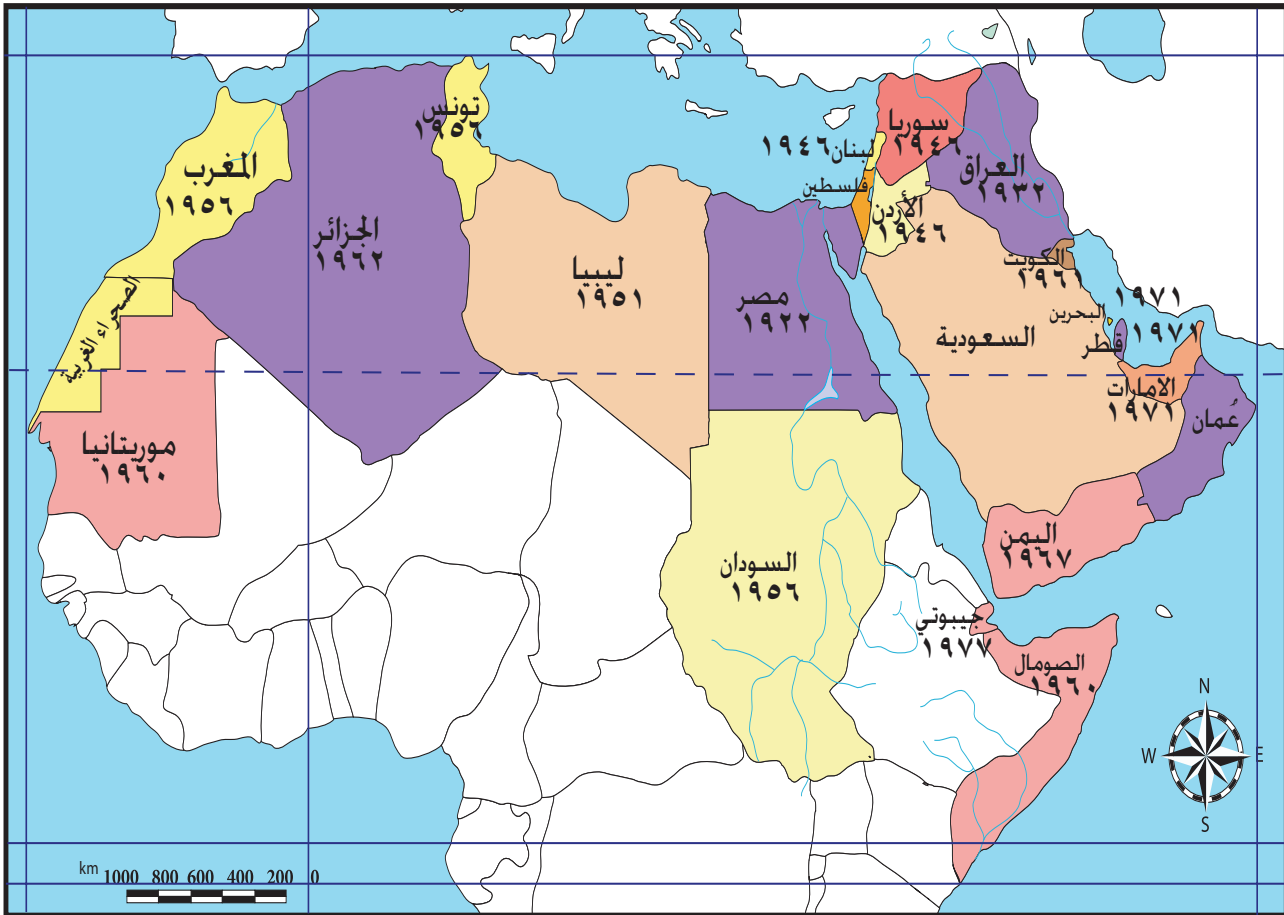 تونس
١٩٥٦
المغرب
١٩٥٦
الجزائر
١٩٦٢
ليبيا
١٩٥١
مصر
١٩٢٢
سوريا
١٩٤٦
لبنان
١٩٤٦
فلسطين
الأردن
١٩٤٦
العراق
١٩٣٢
الكويت
١٩٦١
السعودية
البحرين
١٩٧١
قطر
١٩٧١
الامارات
١٩٧١
عُمان
اليمن
١٩٦٧
الصحراء الغربية
موريتانيا
١٩٦٠
السودان
١٩٥٦
جيبوتي
١٩٧٧
الصومال
١٩٦٠
N
W
E
S
km 1000 800 600 400 200 0